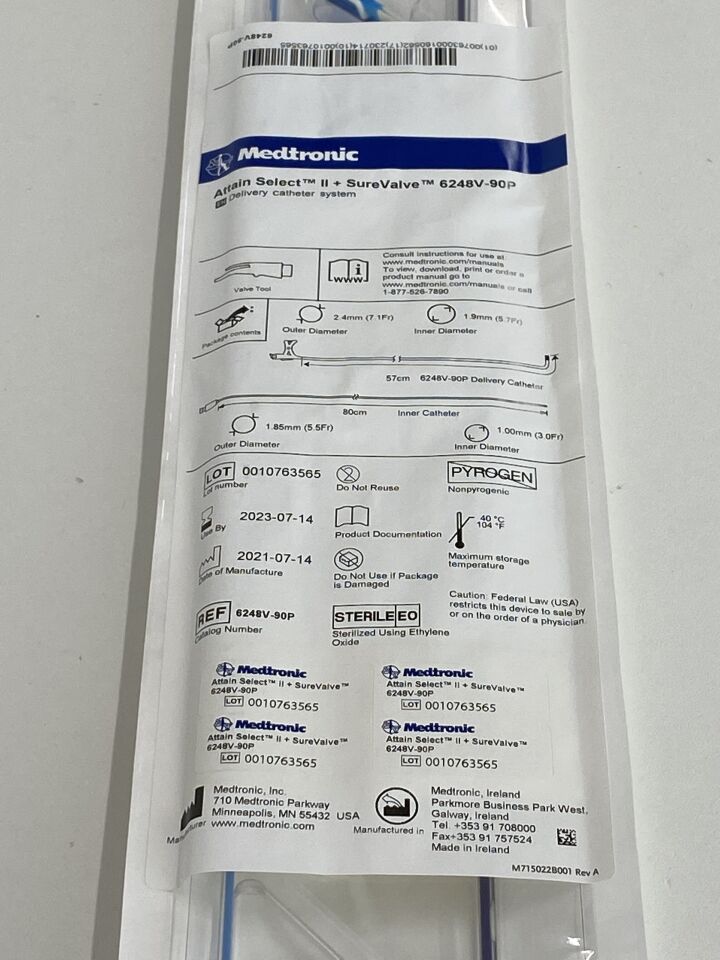 6248V-90P
(01)00763000160562(17)230714(10)0010763565
Medtronic
Attain Select™ II + SureValve™ 6248V-90P
EN Delivery catheter system
Valve Tool
www
i
Consult instructions for use at
www.medtronic.com/manuals
To view, download, print or order a
product manual go to
www.medtronic.com/manuals or call
1-877-526-7890
Package contents
2.4mm (7.1Fr)
Outer Diameter
1.9mm (5.7Fr)
Inner Diameter
57cm 6248V-90P Delivery Catheter
80cm Inner Catheter
1.85mm (5.5Fr)
Outer Diameter
1.00mm (3.0Fr)
Inner Diameter
LOT 0010763565
Lot number
Do Not Reuse
PYROGEN
Nonpyrogenic
2023-07-14
Use By
Product Documentation
40 °C
104 °F
Maximum storage
temperature
2021-07-14
Date of Manufacture
Do Not Use if Package
is Damaged
REF 6248V-90P
Catalog Number
STERILE EO
Sterilized Using Ethylene
Oxide
Caution: Federal Law (USA)
restricts this device to sale by
or on the order of a physician.
Medtronic
Attain Select™ II + SureValve™
6248V-90P
LOT 0010763565
Medtronic
Attain Select™ II + SureValve™
6248V-90P
LOT 0010763565
Medtronic
Attain Select™ II + SureValve™
6248V-90P
LOT 0010763565
Medtronic
Attain Select™ II + SureValve™
6248V-90P
LOT 0010763565
Medtronic, Inc.
710 Medtronic Parkway
Minneapolis, MN 55432 USA
www.medtronic.com
Manufacturer
Manufactured in
Medtronic, Ireland
Parkmore Business Park West,
Galway, Ireland
Tel. +353 91 708000
Fax+353 91 757524
Made in Ireland
M715022B001 Rev A